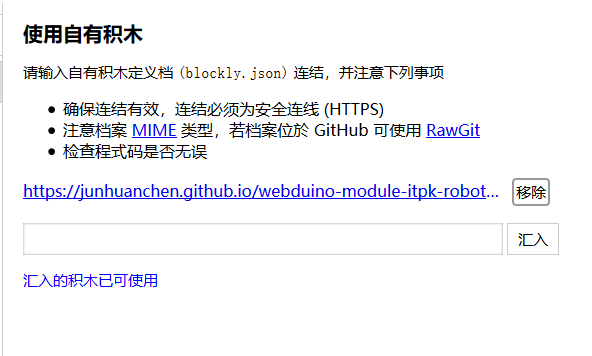 使用自有积木
请输入自有积木定义档 (blockly.json) 连结，并注意下列事项
确保连结有效，连结必须为安全连线 (HTTPS)
注意档案 MIME 类型，若档案位於 GitHub 可使用 RawGit
检查程式码是否无误
https://junhuanchen.github.io/webduino-module-itpk-robot... 移除
汇入
汇入的积木已可使用